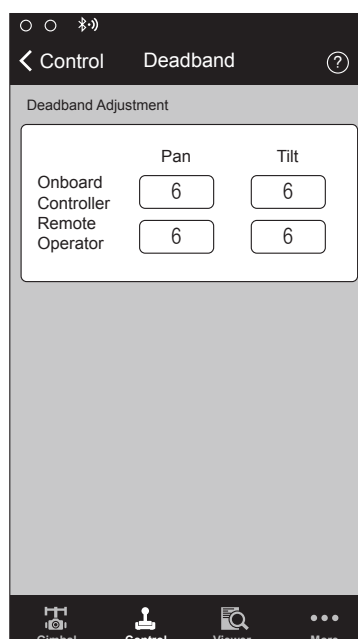 Control Deadband ?
Deadband Adjustment
Pan Tilt
Onboard
Controller 6 6
Remote
Operator 6 6
Gimbal Control Viewer More